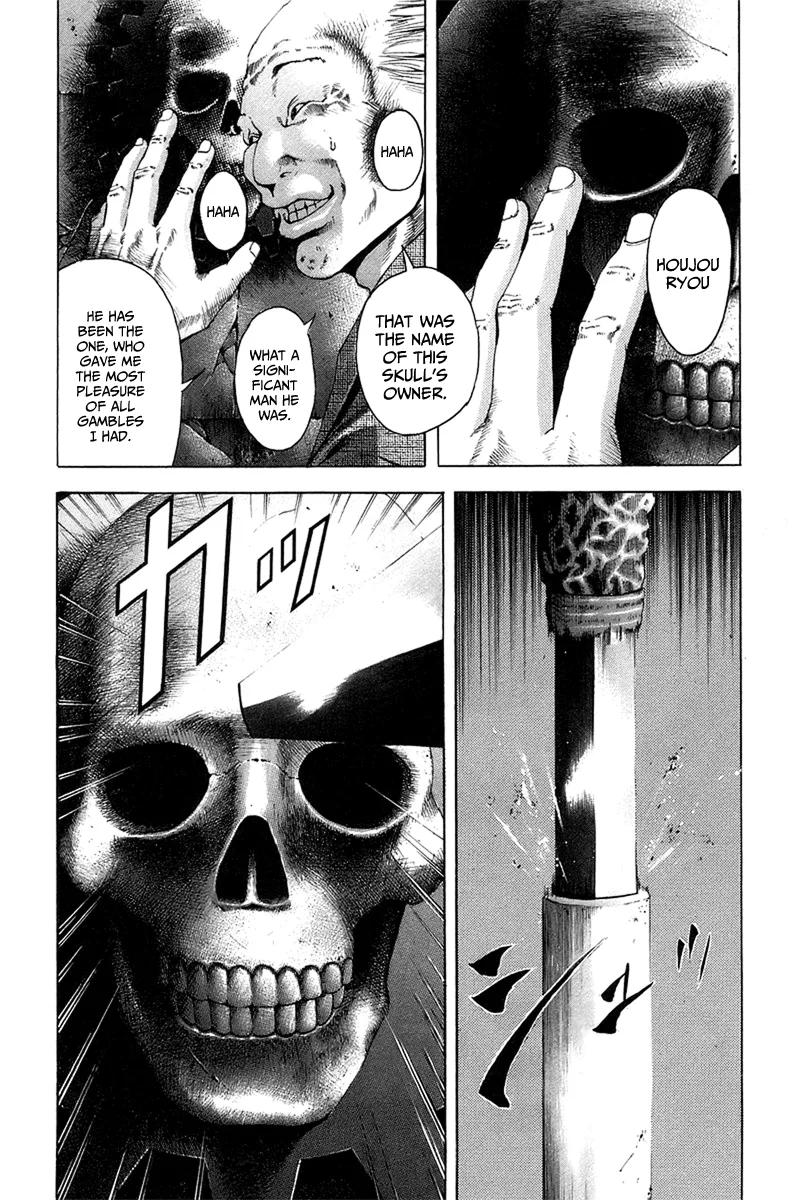 HOUJOU
RYOU
THAT WAS
THE NAME
OF THIS
SKULL'S
OWNER.
HAHA
HAHA
WHAT A
SIGNI-
FICANT
MAN HE
WAS.
HE HAS
BEEN THE
ONE, WHO
GAVE ME
THE MOST
PLEASURE
OF ALL
GAMBLES
I HAD.
シュッ
カッ